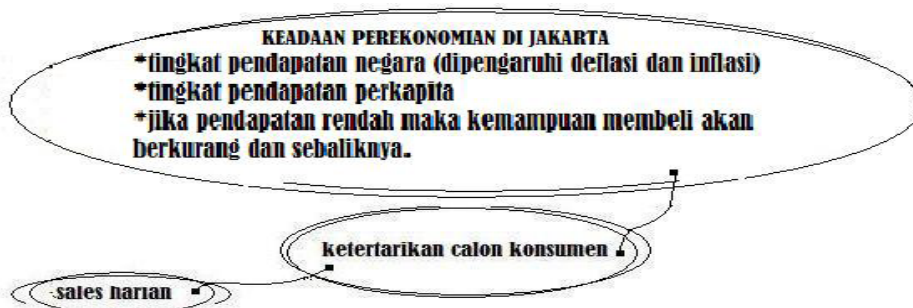 KEADAAN PEREKONOMIAN DI JAKARTA
*tingkat pendapatan negara (dipengaruhi deflasi dan inflasi)
*tingkat pendapatan perkapita
*jika pendapatan rendah maka kemampuan membeli akan
berkurang dan sebaliknya..
ketertarikan calon konsumen
sales harian